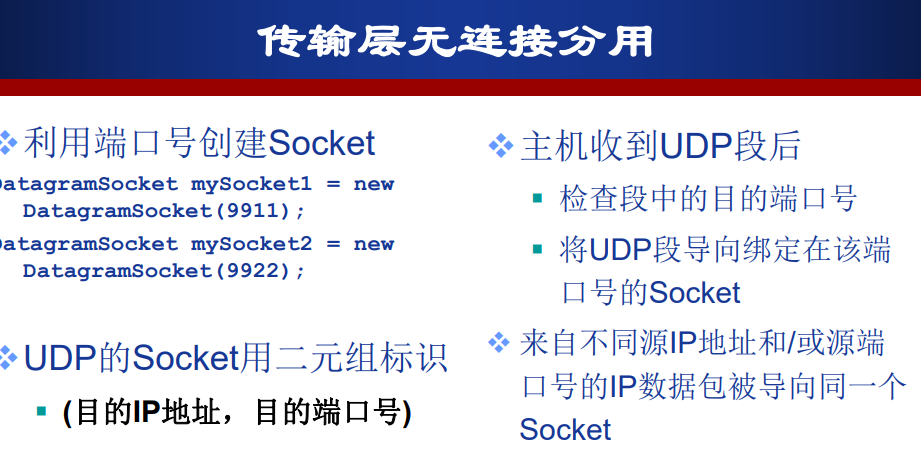 传输层无连接分用
利用端口号创建Socket
DatagramSocket mySocket1 = new
DatagramSocket(9911);
DatagramSocket mySocket2 = new
DatagramSocket(9922);
UDP的Socket用二元组标识
(目的IP地址，目的端口号)
主机收到UDP段后
检查段中的目的端口号
将UDP段导向绑定在该端
口号的Socket
来自不同源IP地址和/或源端
口号的IP数据包被导向同一个
Socket